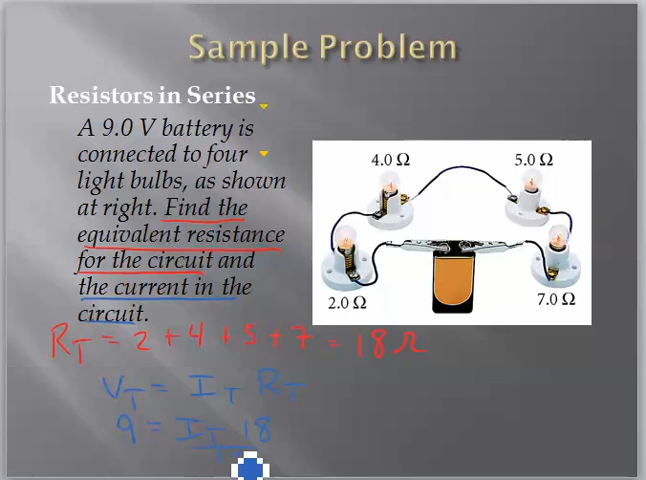 Sample Problem
Resistors in Series
A 9.0 V battery is
connected to four
light bulbs, as shown
at right. Find the
equivalent resistance
for the circuit and
the current in the
circuit.
4.0 Ω
5.0 Ω
2.0 Ω
7.0 Ω
R_T = 2 + 4 + 5 + 7 = 18 Ω
V_T = I_T R_T
9 = I_T 18